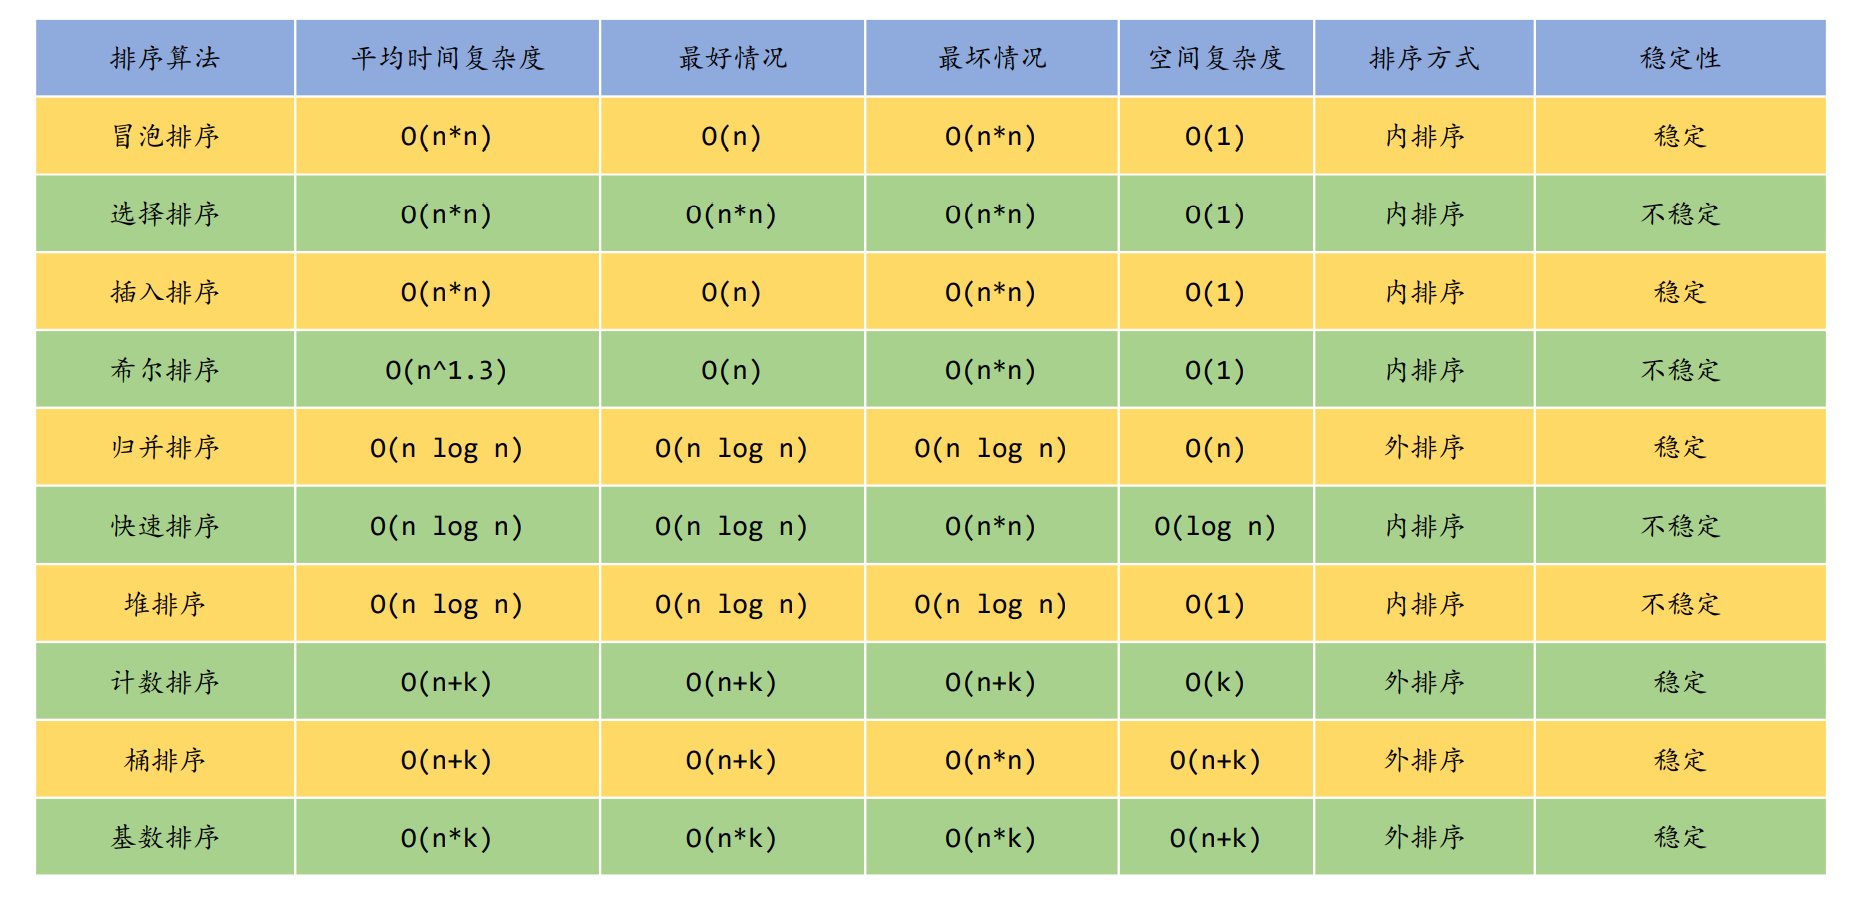 排序算法 平均时间复杂度 最好情况 最坏情况 空间复杂度 排序方式 稳定性
冒泡排序 O(n*n) O(n) O(n*n) O(1) 内排序 稳定
选择排序 O(n*n) O(n*n) O(n*n) O(1) 内排序 不稳定
插入排序 O(n*n) O(n) O(n*n) O(1) 内排序 稳定
希尔排序 O(n^1.3) O(n) O(n*n) O(1) 内排序 不稳定
归并排序 O(n log n) O(n log n) O(n log n) O(n) 外排序 稳定
快速排序 O(n log n) O(n log n) O(n*n) O(log n) 内排序 不稳定
堆排序 O(n log n) O(n log n) O(n log n) O(1) 内排序 不稳定
计数排序 O(n+k) O(n+k) O(n+k) O(k) 外排序 稳定
桶排序 O(n+k) O(n+k) O(n*n) O(n+k) 外排序 稳定
基数排序 O(n*k) O(n*k) O(n*k) O(n+k) 外排序 稳定